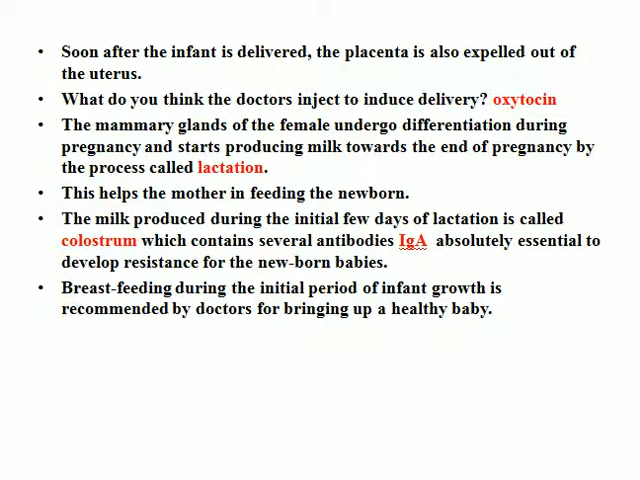 • Soon after the infant is delivered, the placenta is also expelled out of
the uterus.
• What do you think the doctors inject to induce delivery? oxytocin
• The mammary glands of the female undergo differentiation during
pregnancy and starts producing milk towards the end of pregnancy by
the process called lactation.
• This helps the mother in feeding the newborn.
• The milk produced during the initial few days of lactation is called
colostrum which contains several antibodies IgA absolutely essential to
develop resistance for the new-born babies.
• Breast-feeding during the initial period of infant growth is
recommended by doctors for bringing up a healthy baby.